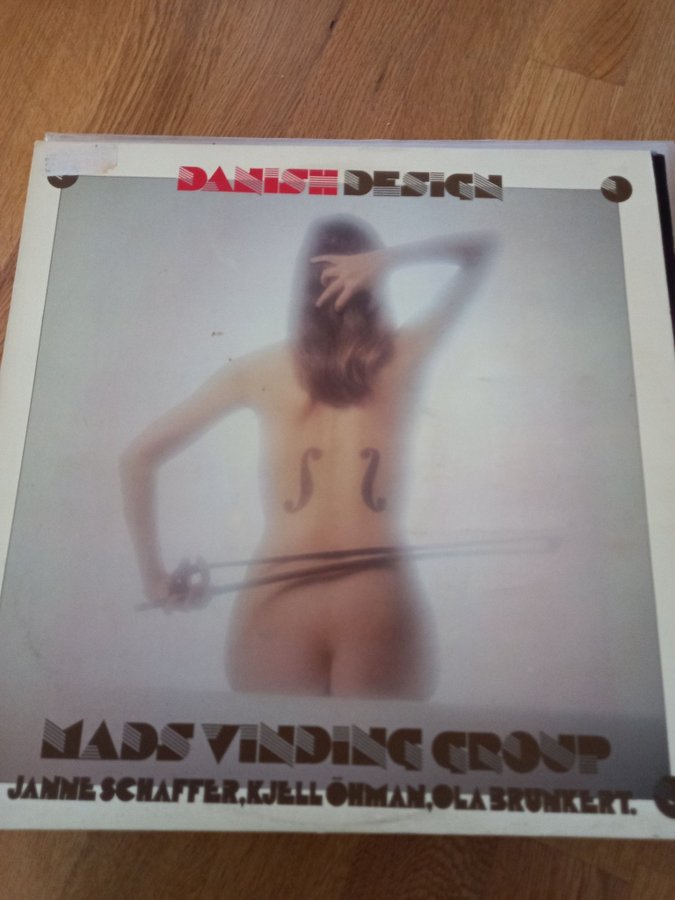 DANISH DESIGN
MADS VINDING GROUP
JANNE SCHAFFER, KJELL ÖHMAN, OLA BRUNKERT.